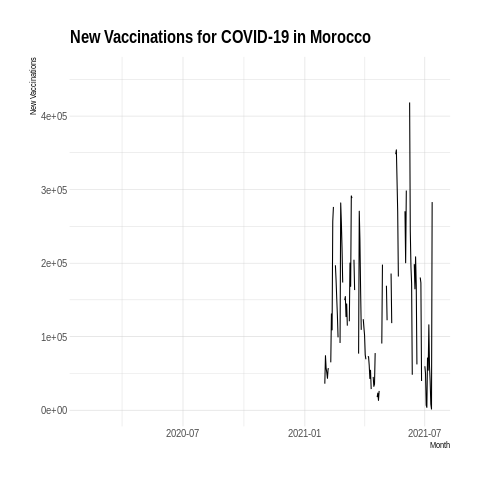 New Vaccinations for COVID-19 in Morocco
New Vaccinations
4e+05
3e+05
2e+05
1e+05
0e+00
2020-07
2021-01
2021-07
Month